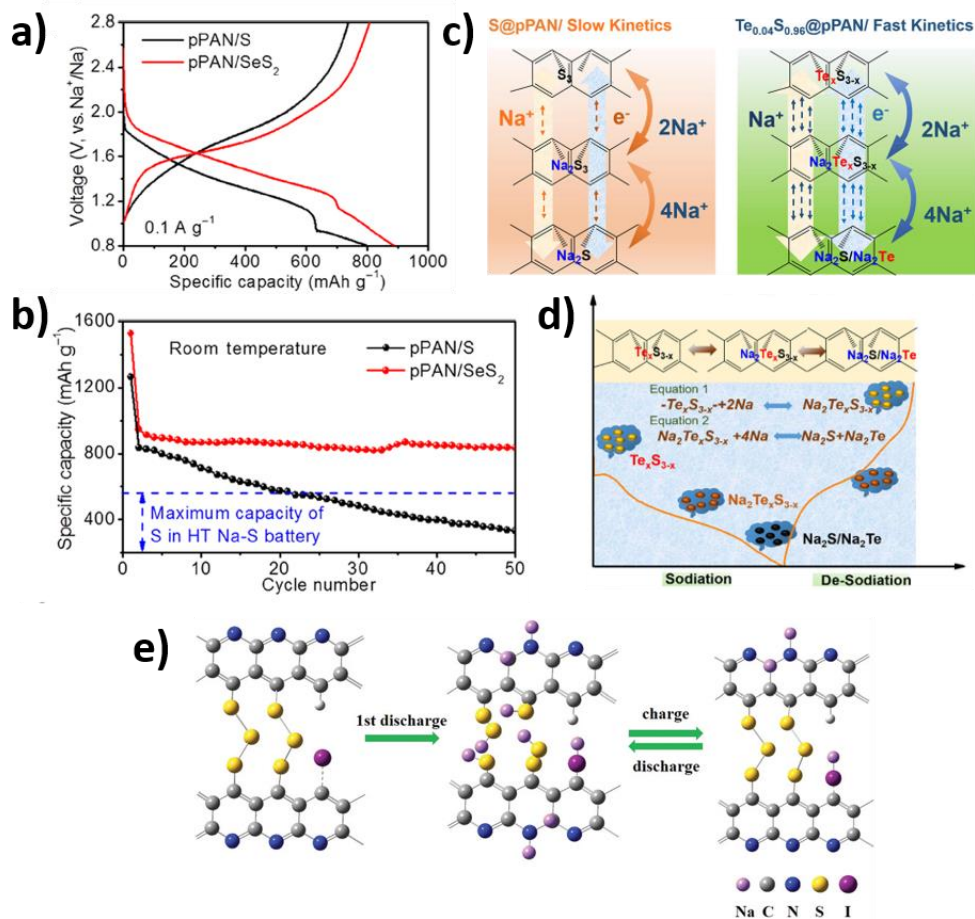 a)
pPAN/S
pPAN/SeS₂
Voltage (V, vs. Na⁺/Na)
2.8
2.4
2.0
1.6
1.2
0.8
0.1 A g⁻¹
0 200 400 600 800 1000
Specific capacity (mAh g⁻¹)
b)
Specific capacity (mAh g⁻¹)
1600
1200
800
400
Room temperature
pPAN/S
pPAN/SeS₂
Maximum capacity of
S in HT Na-S battery
0 10 20 30 40 50
Cycle number
c)
S@pPAN/ Slow Kinetics
S₃
Na⁺
e⁻
2Na⁺
Na₂S₃
4Na⁺
Na₂S
Te₀.₀₄S₀.₉₆@pPAN/ Fast Kinetics
TeₓS₃₋ₓ
Na⁺
e⁻
2Na⁺
Na₂TeₓS₃₋ₓ
4Na⁺
Na₂S/Na₂Te
d)
TeₓS₃₋ₓ
Na₂TeₓS₃₋ₓ
Na₂S/Na₂Te
Equation 1
-TeₓS₃₋ₓ-+2Na Na₂TeₓS₃₋ₓ
Equation 2
Na₂TeₓS₃₋ₓ +4Na Na₂S+Na₂Te
TeₓS₃₋ₓ
Na₂TeₓS₃₋ₓ
Na₂S/Na₂Te
Sodiation
De-Sodiation
e)
1st discharge
charge
discharge
Na C N S I